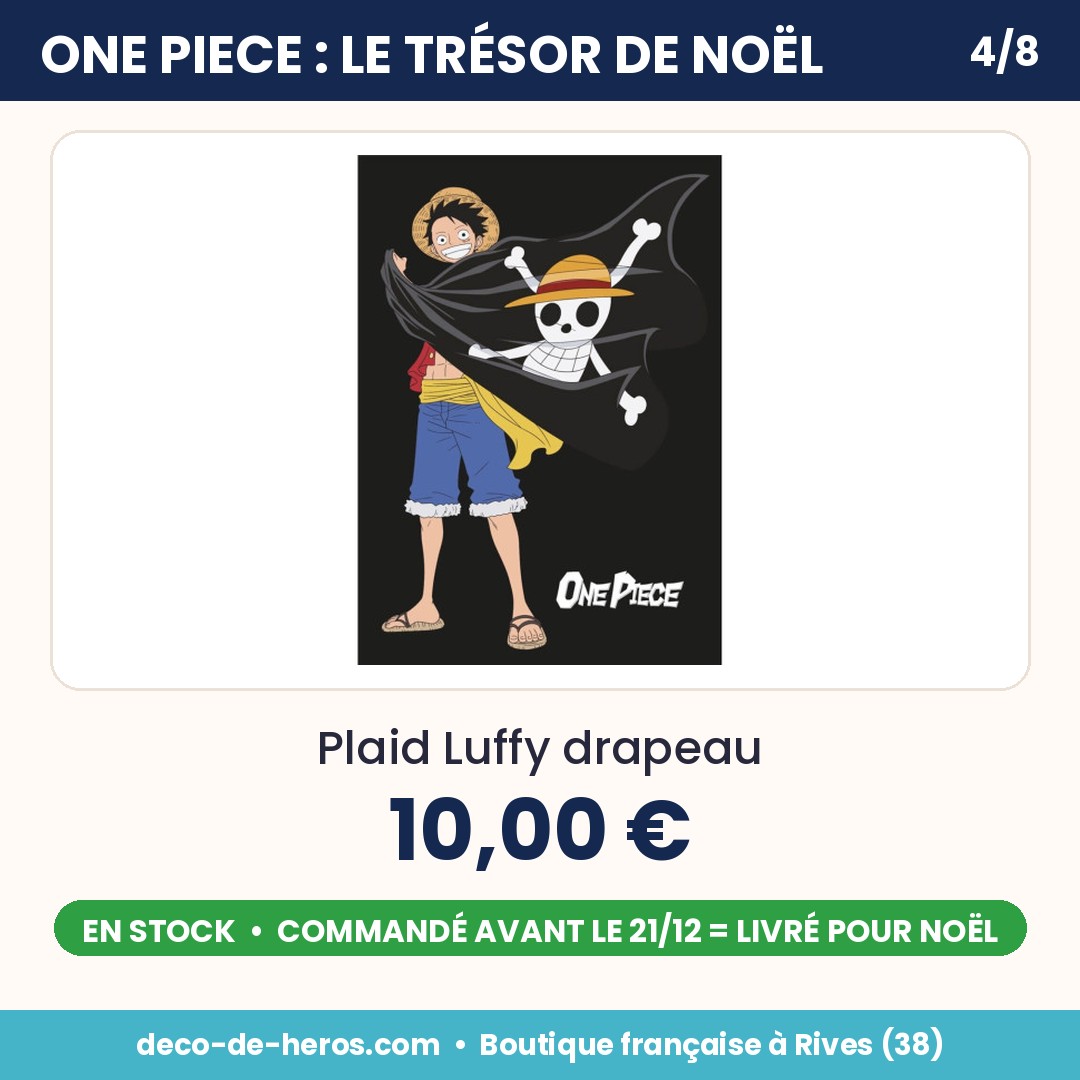 ONE PIECE : LE TRÉSOR DE NOËL 4/8
ONE PIECE
Plaid Luffy drapeau
10,00 €
EN STOCK • COMMANDÉ AVANT LE 21/12 = LIVRÉ POUR NOËL
deco-de-heros.com • Boutique française à Rives (38)